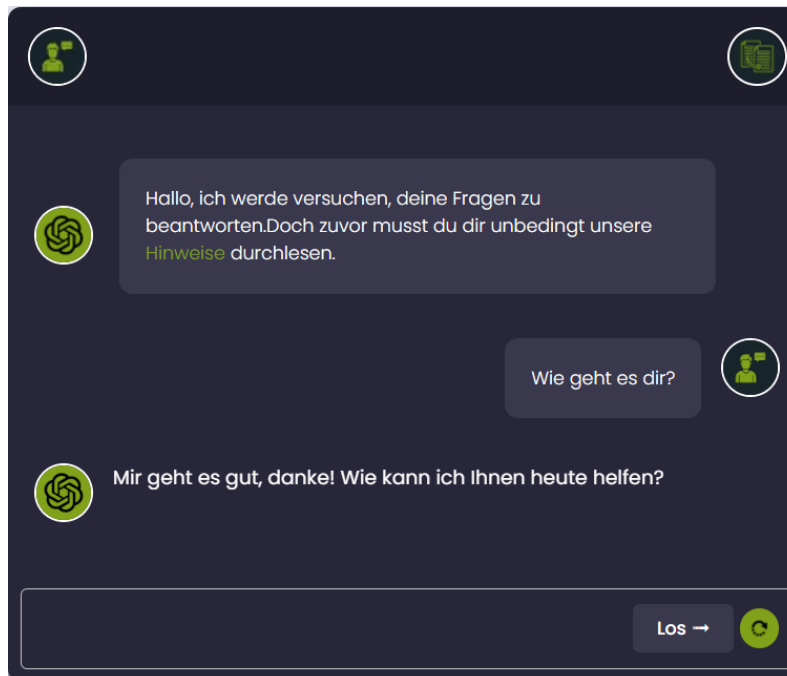 Hallo, ich werde versuchen, deine Fragen zu
beantworten.Doch zuvor musst du dir unbedingt unsere
Hinweise durchlesen.
Wie geht es dir?
Mir geht es gut, danke! Wie kann ich Ihnen heute helfen?
Los →